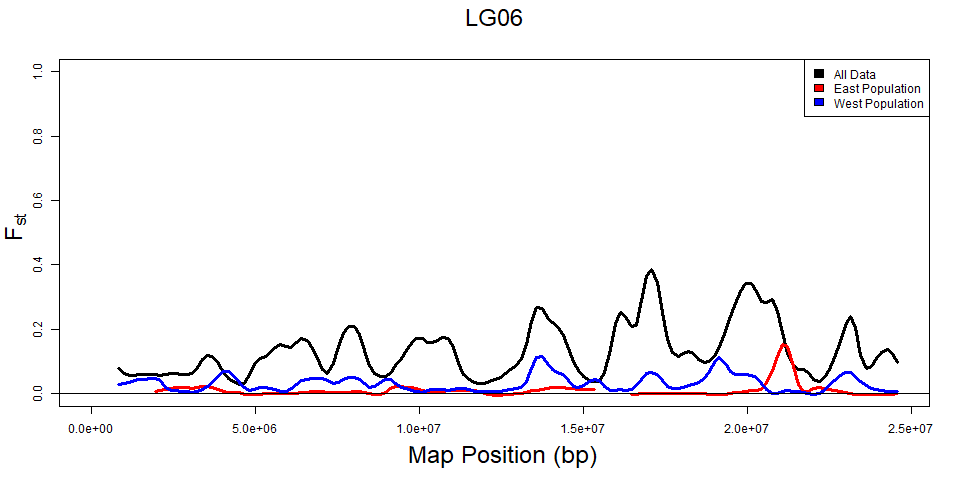 LG06
All Data
East Population
West Population
Fst
1.0
0.8
0.6
0.4
0.2
0.0
0.0e+00 5.0e+06 1.0e+07 1.5e+07 2.0e+07 2.5e+07
Map Position (bp)